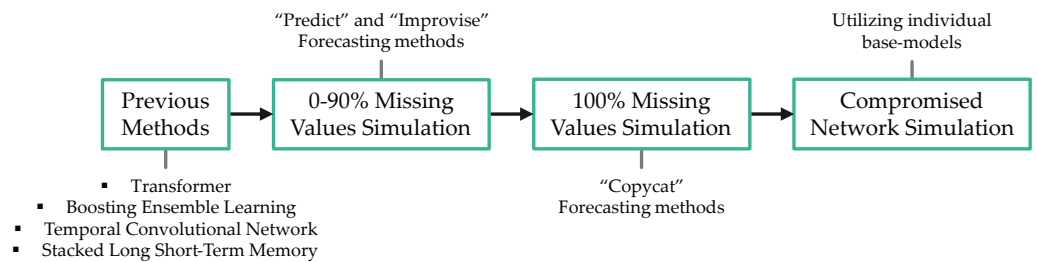 “Predict” and “Improvise”
Forecasting methods
Utilizing individual
base-models
Previous
Methods
0-90% Missing
Values Simulation
100% Missing
Values Simulation
Compromised
Network Simulation
▪ Transformer
▪ Boosting Ensemble Learning
▪ Temporal Convolutional Network
▪ Stacked Long Short-Term Memory
“Copycat”
Forecasting methods